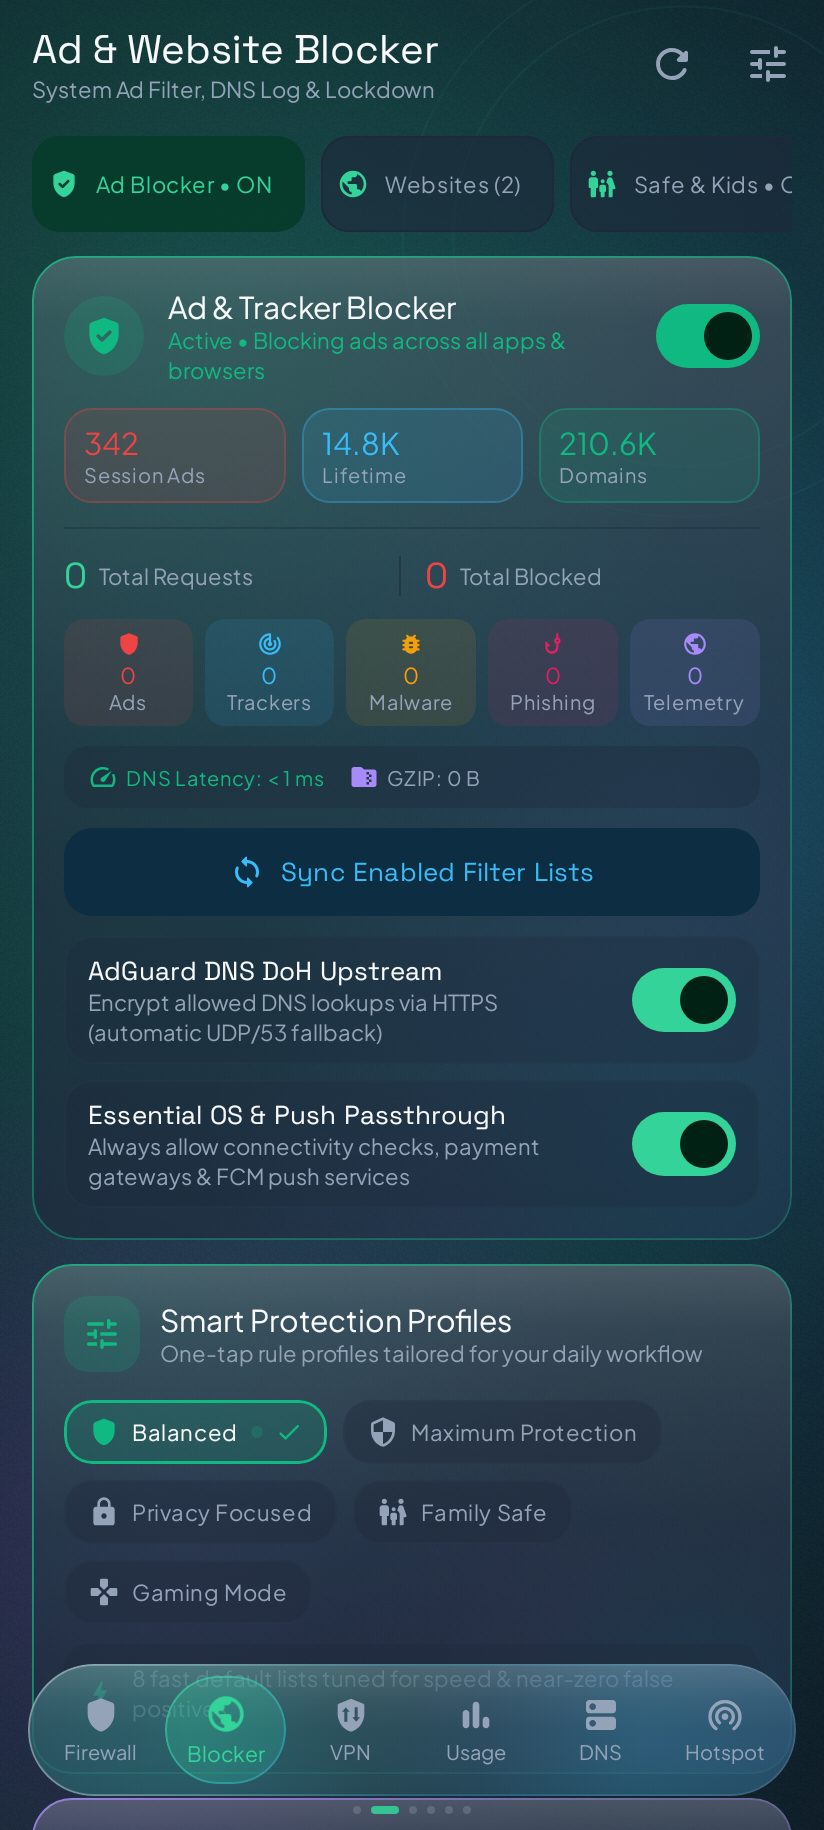 Ad & Website Blocker
System Ad Filter, DNS Log & Lockdown
Ad Blocker • ON
Websites (2)
Safe & Kids •
Ad & Tracker Blocker
Active • Blocking ads across all apps &
browsers
342
Session Ads
14.8K
Lifetime
210.6K
Domains
0 Total Requests
0 Total Blocked
0
Ads
0
Trackers
0
Malware
0
Phishing
0
Telemetry
DNS Latency: <1 ms
GZIP: 0 B
Sync Enabled Filter Lists
AdGuard DNS DoH Upstream
Encrypt allowed DNS lookups via HTTPS
(automatic UDP/53 fallback)
Essential OS & Push Passthrough
Always allow connectivity checks, payment
gateways & FCM push services
Smart Protection Profiles
One-tap rule profiles tailored for your daily workflow
Balanced
Maximum Protection
Privacy Focused
Family Safe
Gaming Mode
8 fast default lists tuned for speed & near-zero false
positive
Firewall
Blocker
VPN
Usage
DNS
Hotspot